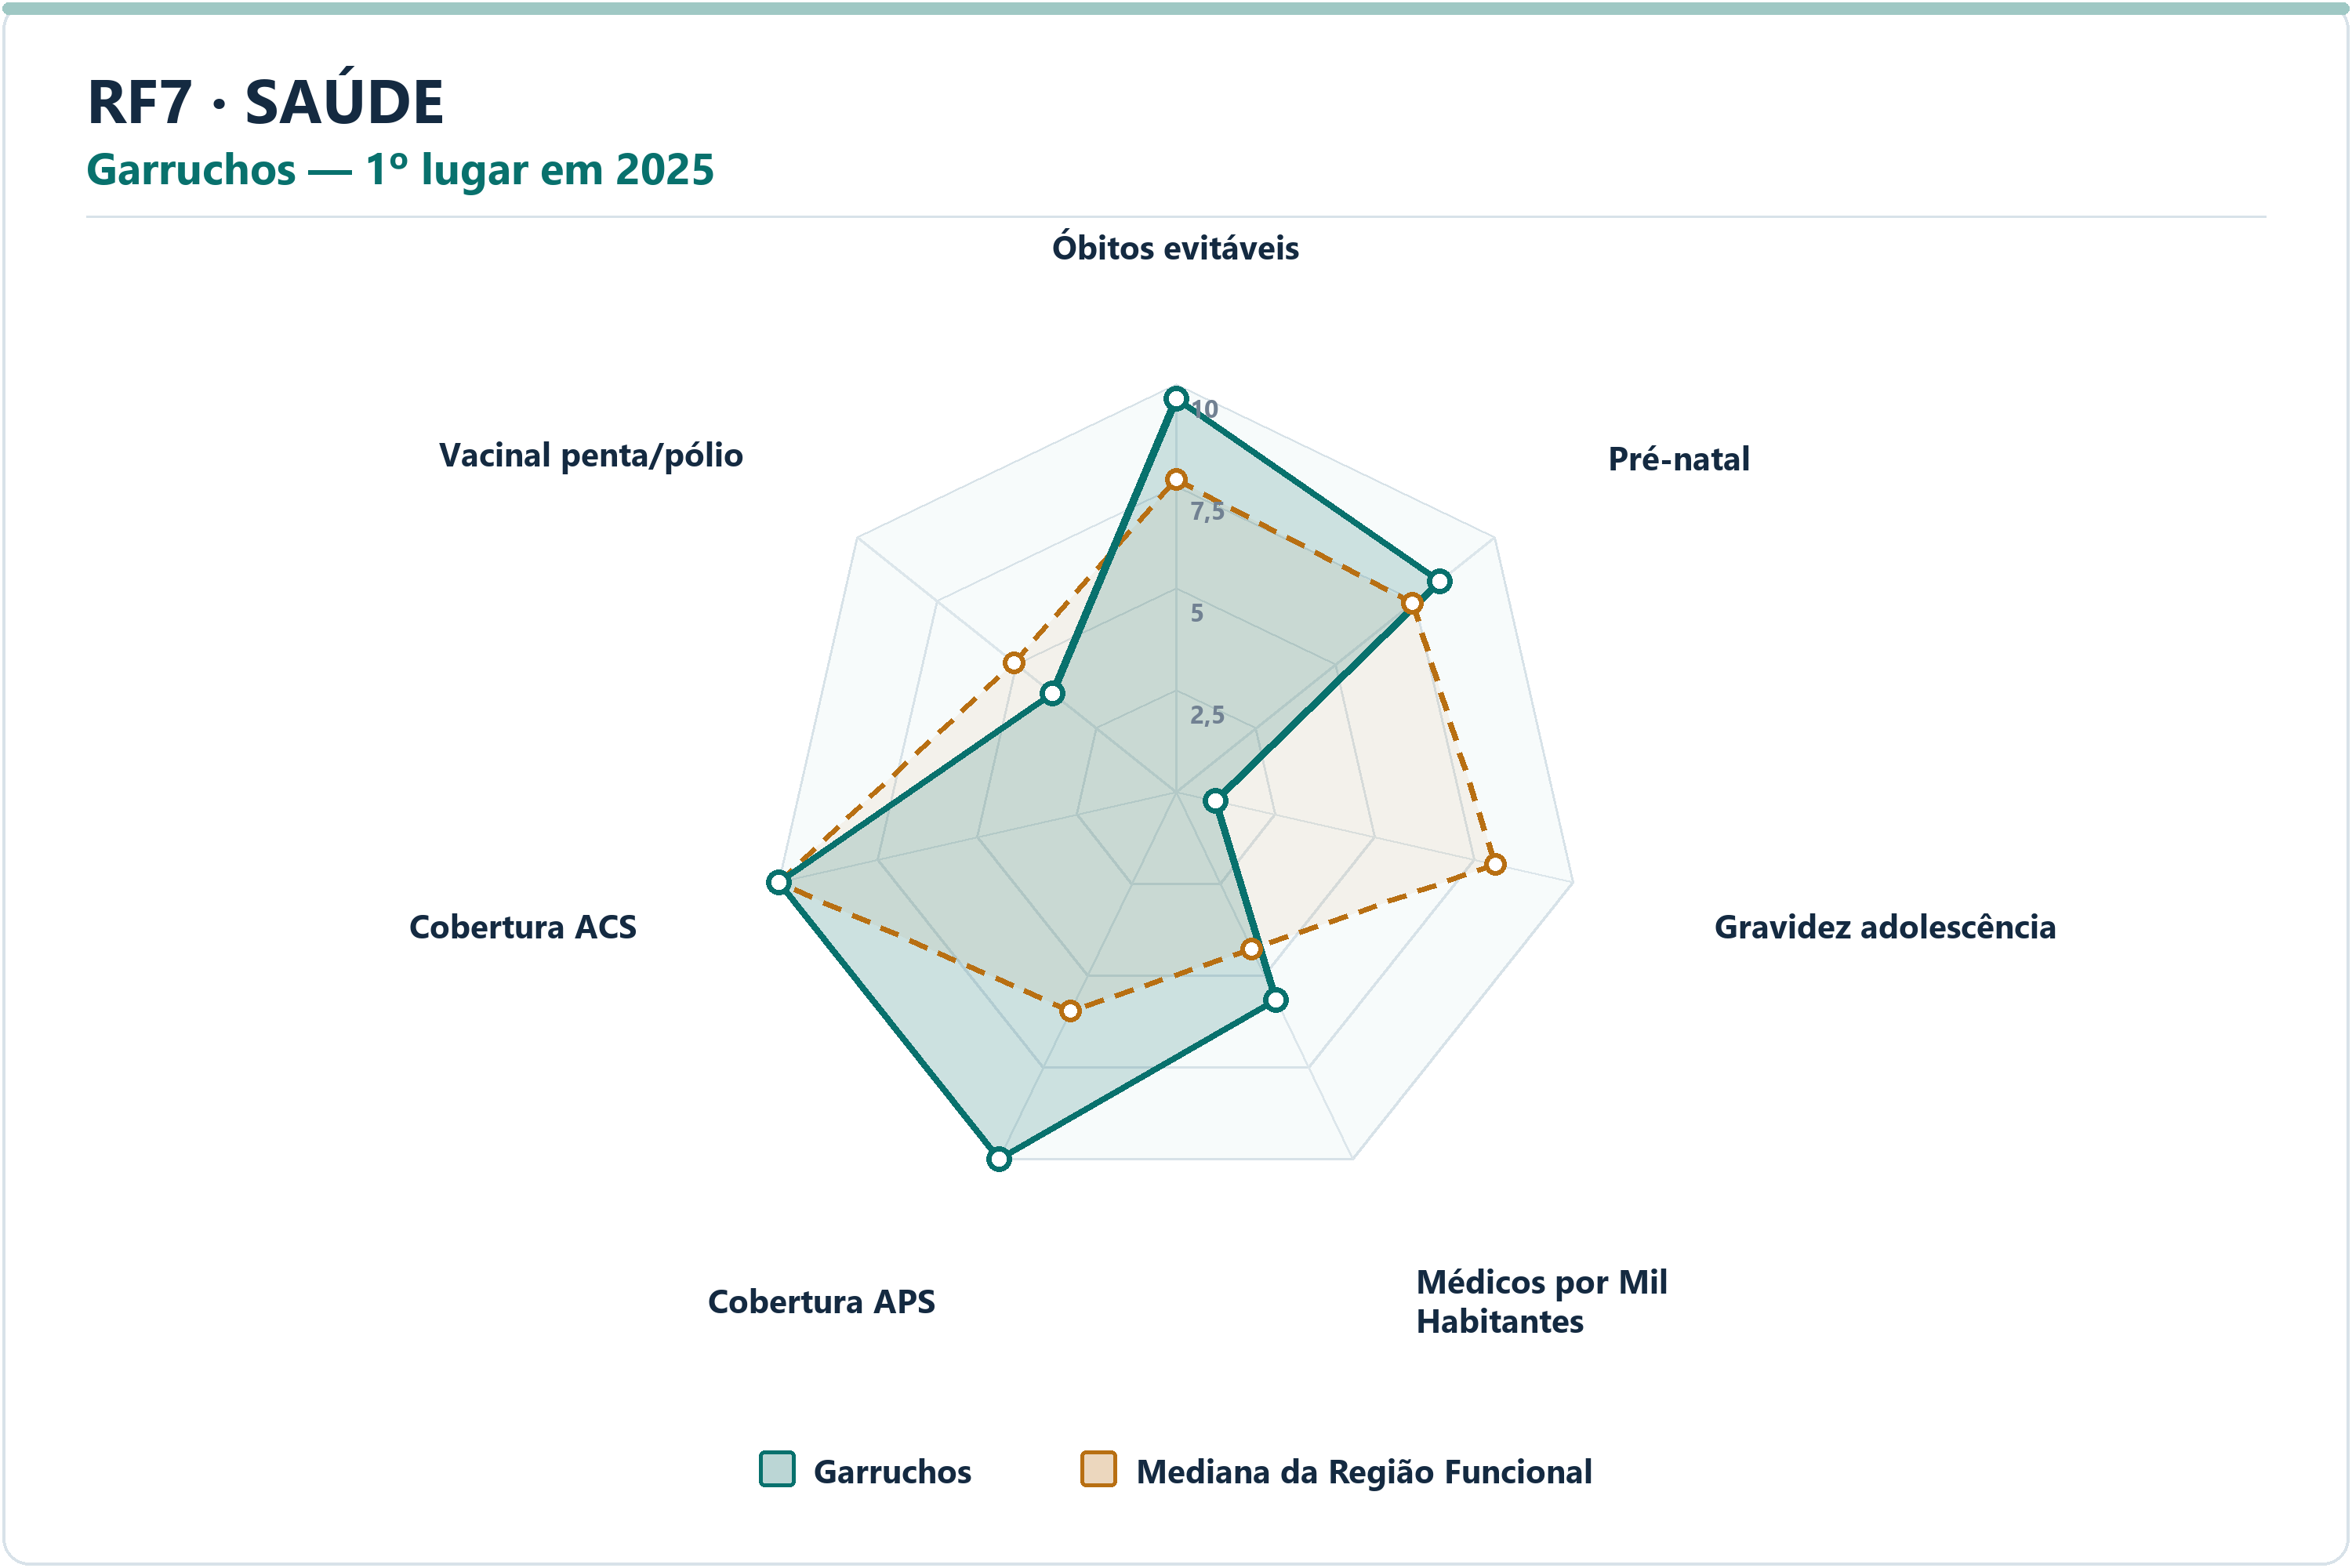 RF7 · SAÚDE
Garruchos — 1º lugar em 2025
Óbitos evitáveis
10
Vacinal penta/pólio
Pré-natal
7,5
5
2,5
Cobertura ACS
Gravidez adolescência
Cobertura APS
Médicos por Mil
Habitantes
Garruchos
Mediana da Região Funcional